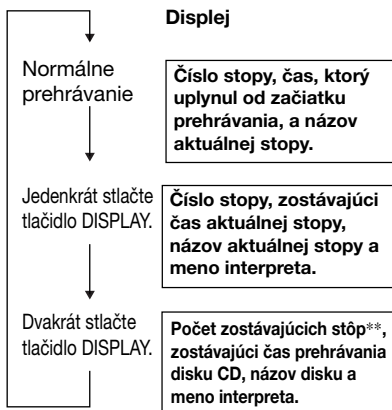 Displej
Normálne
prehrávanie
Číslo stopy, čas, ktorý
uplynul od začiatku
prehrávania, a názov
aktuálnej stopy.
Jedenkrát stlačte
tlačidlo DISPLAY.
Číslo stopy, zostávajúci
čas aktuálnej stopy,
názov aktuálnej stopy a
meno interpreta.
Dvakrát stlačte
tlačidlo DISPLAY.
Počet zostávajúcich stôp**,
zostávajúci čas prehrávania
disku CD, názov disku a
meno interpreta.